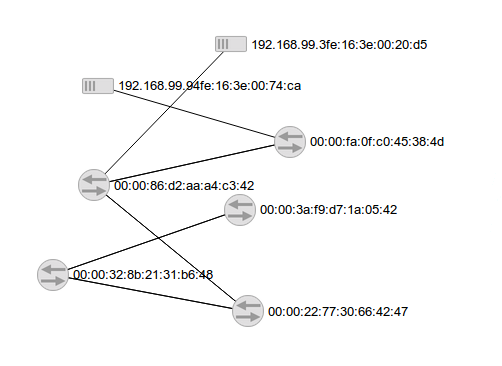 192.168.99.3fe:16:3e:00:20:d5
192.168.99.94fe:16:3e:00:74:ca
00:00:fa:0f:c0:45:38:4d
00:00:86:d2:aa:a4:c3:42
00:00:3a:f9:d7:1a:05:42
00:00:32:8b:21:31:b6:48
00:00:22:77:30:66:42:47